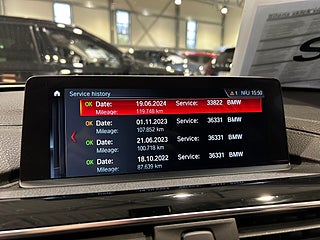 Service history
1 NFU 15:50
OK Date: 19.06.2024 Service: 33822 BMW
Mileage: 119.748 km
OK Date: 01.11.2023 Service: 36331 BMW
Mileage: 107.852 km
OK Date: 21.06.2023 Service: 36331 BMW
Mileage: 100.718 km
OK Date: 18.10.2022 Service: 36331 BMW
Mileage: 87.639 km